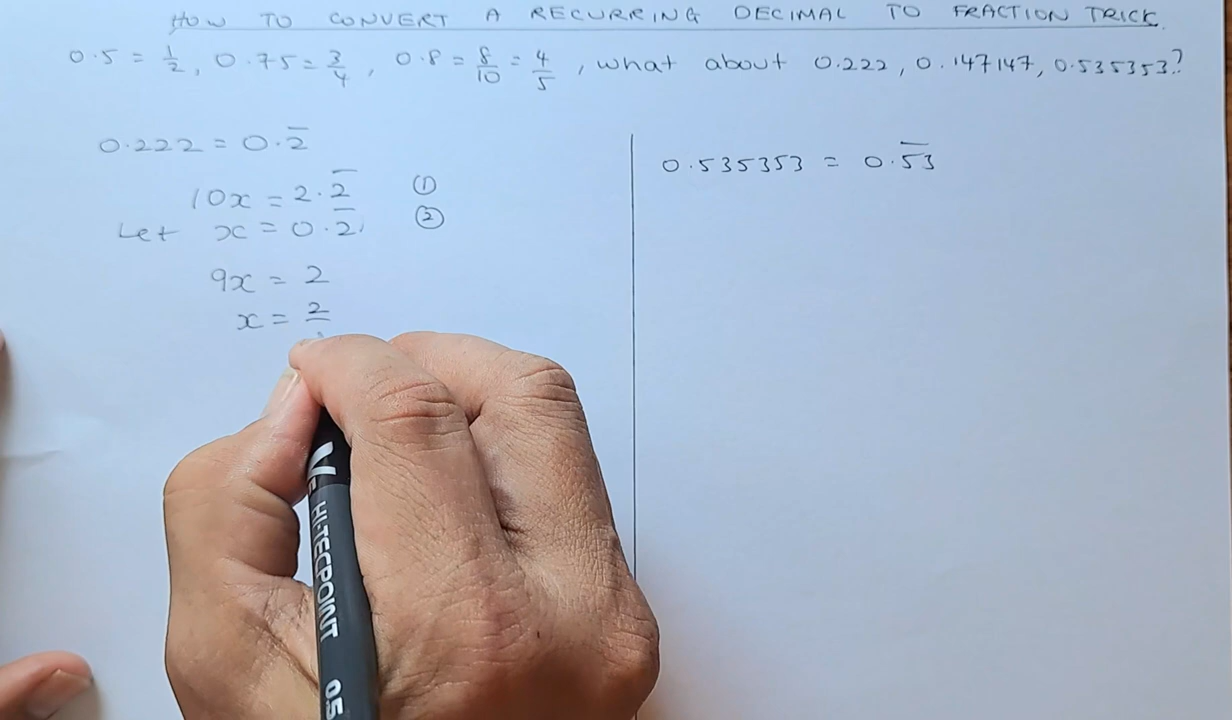 HOW TO CONVERT A RECURRING DECIMAL TO FRACTION TRICK
0.5 = 1/2, 0.75 = 3/4, 0.8 = 8/10 = 4/5, what about 0.222, 0.147147, 0.535353?
0.222 = 0.2̅
10x = 2.2̅ ①
Let x = 0.2̅ ②
9x = 2
x = 2/
0.535353 = 0.5̅3̅
V5 HI-TECPOINT 0.5